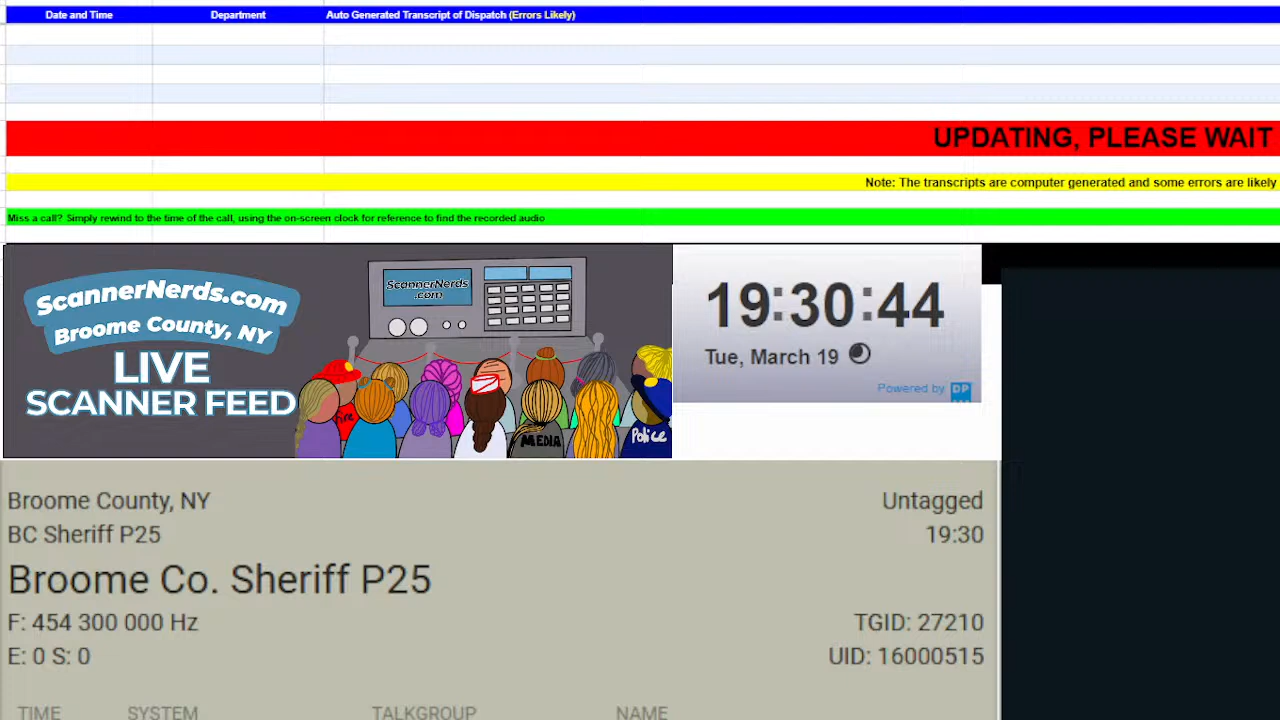 Date and Time Department Auto Generated Transcript of Dispatch (Errors Likely)
UPDATING, PLEASE WAIT
Note: The transcripts are computer generated and some errors are likely
Miss a call? Simply rewind to the time of the call, using the on-screen clock for reference to find the recorded audio
ScannerNerds.com
Broome County, NY
LIVE
SCANNER FEED
ScannerNerds
.com
Fire
MEDIA
Police
19:30:44
Tue, March 19
Powered by DP
Broome County, NY Untagged
BC Sheriff P25 19:30
Broome Co. Sheriff P25
F: 454 300 000 Hz TGID: 27210
E: 0 S: 0 UID: 16000515
TIME SYSTEM TALKGROUP NAME